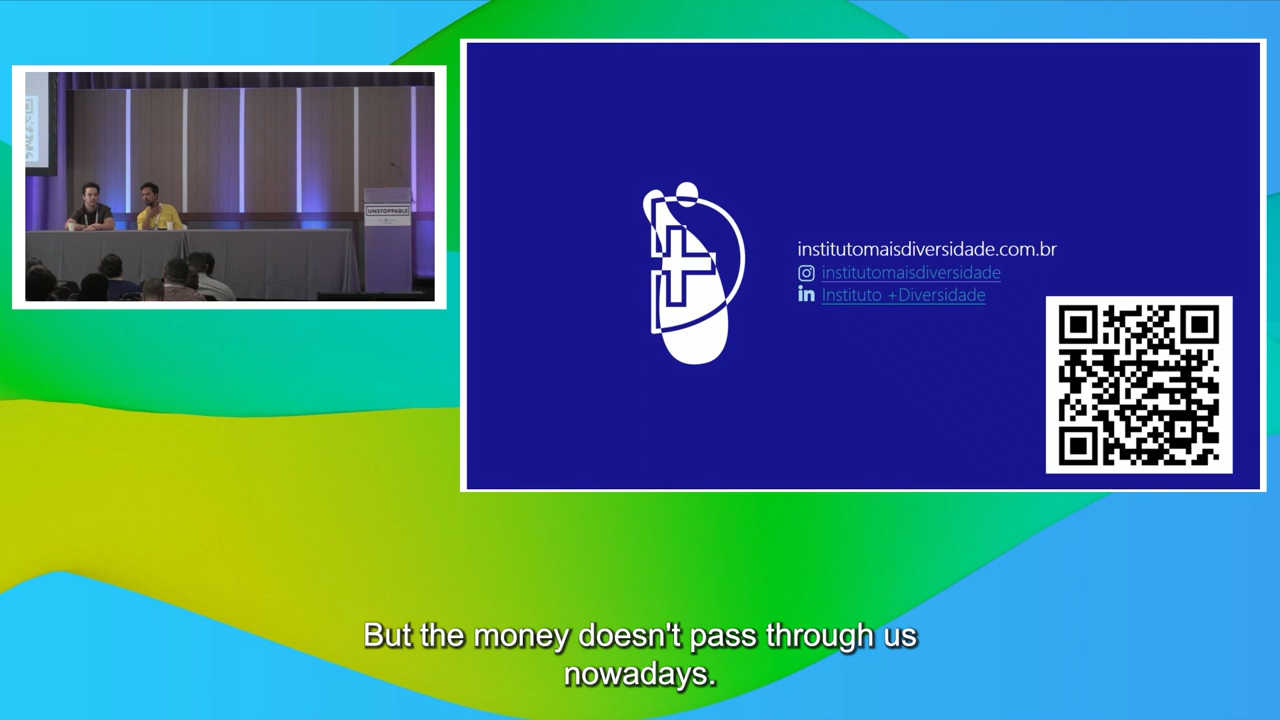 UNSTOPPABLE
institutomaisdiversidade.com.br
institutomaisdiversidade
Instituto +Diversidade
But the money doesn't pass through us
nowadays.